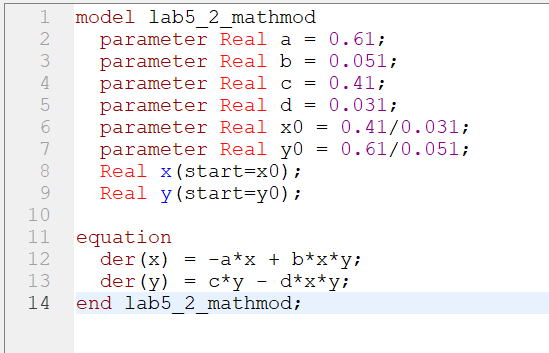 1 model lab5_2_mathmod
2 parameter Real a = 0.61;
3 parameter Real b = 0.051;
4 parameter Real c = 0.41;
5 parameter Real d = 0.031;
6 parameter Real x0 = 0.41/0.031;
7 parameter Real y0 = 0.61/0.051;
8 Real x(start=x0);
9 Real y(start=y0);
10
11 equation
12 der(x) = -a*x + b*x*y;
13 der(y) = c*y - d*x*y;
14 end lab5_2_mathmod;